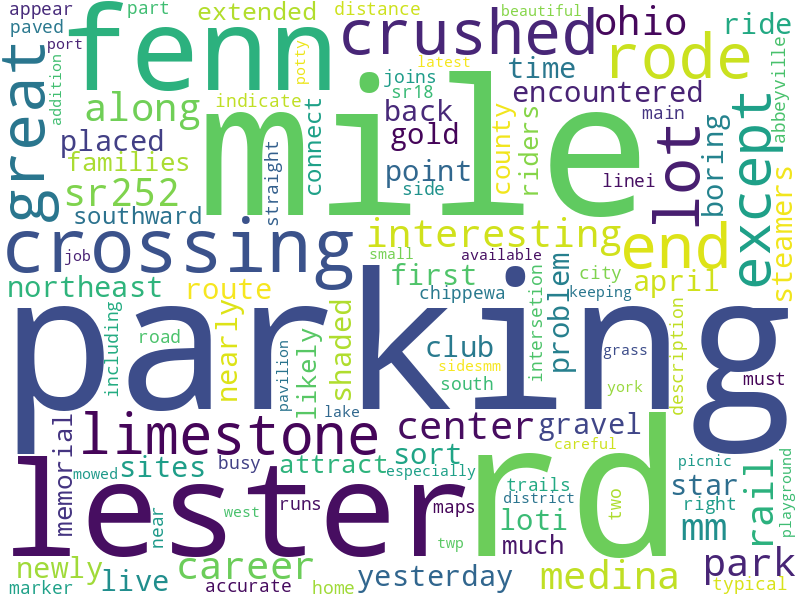 appear
part
extended
distance
beautiful
paved
port
fenn
crushed
ohio
ride
latest
great
addition
potty
joins
sr18
time
rode
abbeyville
along
indicate
back
encountered
placed
connect
mile
gold
county
riders
main
lot
boring
except
families
straight
point
side
linei
sr252
southward
steamers
crossing
job
interesting
available
end
small
first
northeast
route
chippewa
intersetion
problem
city
keeping
april
parking
including
road
nearly
pavilion
likely
shaded
club
south
sidesmm
grass
york
description
must
lake
memorial
limestone
center
gravel
careful
mowed
sites
busy
attract
sort
especially
picnic
lester
rd
trails
district
star
rail
playground
near
west
runs
maps
loti
two
right
mm
much
twp
newly
live
career
yesterday
medina
park
marker
accurate
home
typical